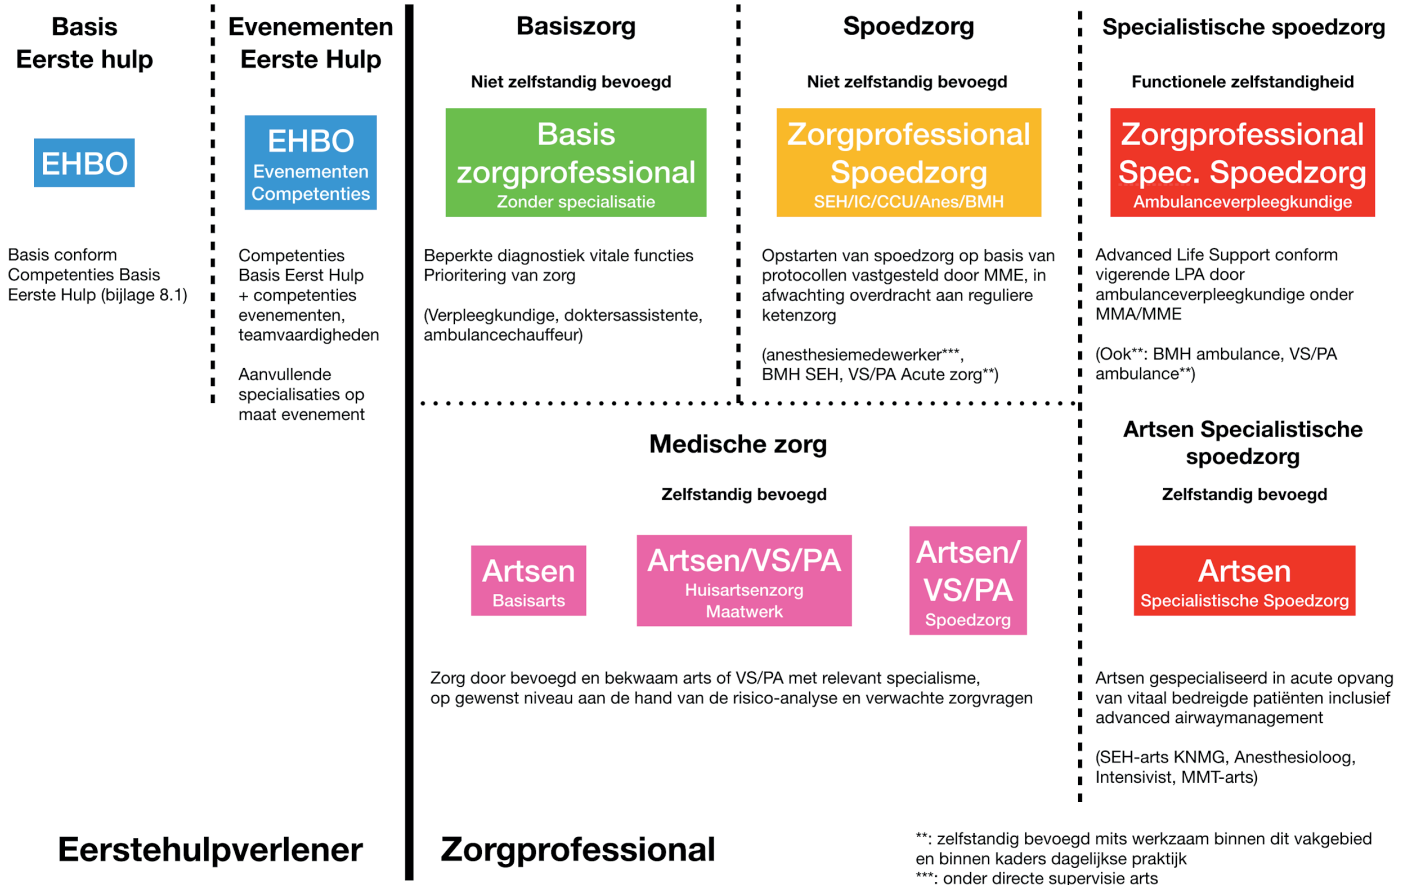 Basis
Eerste hulp
EHBO
Basis conform
Competenties Basis
Eerste Hulp (bijlage 8.1)
Evenementen
Eerste Hulp
EHBO
Evenementen
Competenties
Competenties
Basis Eerst Hulp
+ competenties
evenementen,
teamvaardigheden
Aanvullende
specialisaties op
maat evenement
Basiszorg
Niet zelfstandig bevoegd
Basis
zorgprofessional
Zonder specialisatie
Beperkte diagnostiek vitale functies
Prioritering van zorg
(Verpleegkundige, doktersassistente,
ambulancechauffeur)
Spoedzorg
Niet zelfstandig bevoegd
Zorgprofessional
Spoedzorg
SEH/IC/CCU/Anes/BMH
Opstarten van spoedzorg op basis van
protocollen vastgesteld door MME, in
afwachting overdracht aan reguliere
ketenzorg
(anesthesiemedewerker***,
BMH SEH, VS/PA Acute zorg**)
Specialistische spoedzorg
Functionele zelfstandigheid
Zorgprofessional
Spec. Spoedzorg
Ambulanceverpleegkundige
Advanced Life Support conform
vigerende LPA door
ambulanceverpleegkundige onder
MMA/MME
(Ook**: BMH ambulance, VS/PA
ambulance**)
Medische zorg
Zelfstandig bevoegd
Artsen
Basisarts
Artsen/VS/PA
Huisartsenzorg
Maatwerk
Artsen/
VS/PA
Spoedzorg
Zorg door bevoegd en bekwaam arts of VS/PA met relevant specialisme,
op gewenst niveau aan de hand van de risico-analyse en verwachte zorgvragen
Artsen Specialistische
spoedzorg
Zelfstandig bevoegd
Artsen
Specialistische Spoedzorg
Artsen gespecialiseerd in acute opvang
van vitaal bedreigde patiënten inclusief
advanced airwaymanagement
(SEH-arts KNMG, Anesthesioloog,
Intensivist, MMT-arts)
Eerstehulpverlener
Zorgprofessional
**: zelfstandig bevoegd mits werkzaam binnen dit vakgebied
en binnen kaders dagelijkse praktijk
***: onder directe supervisie arts